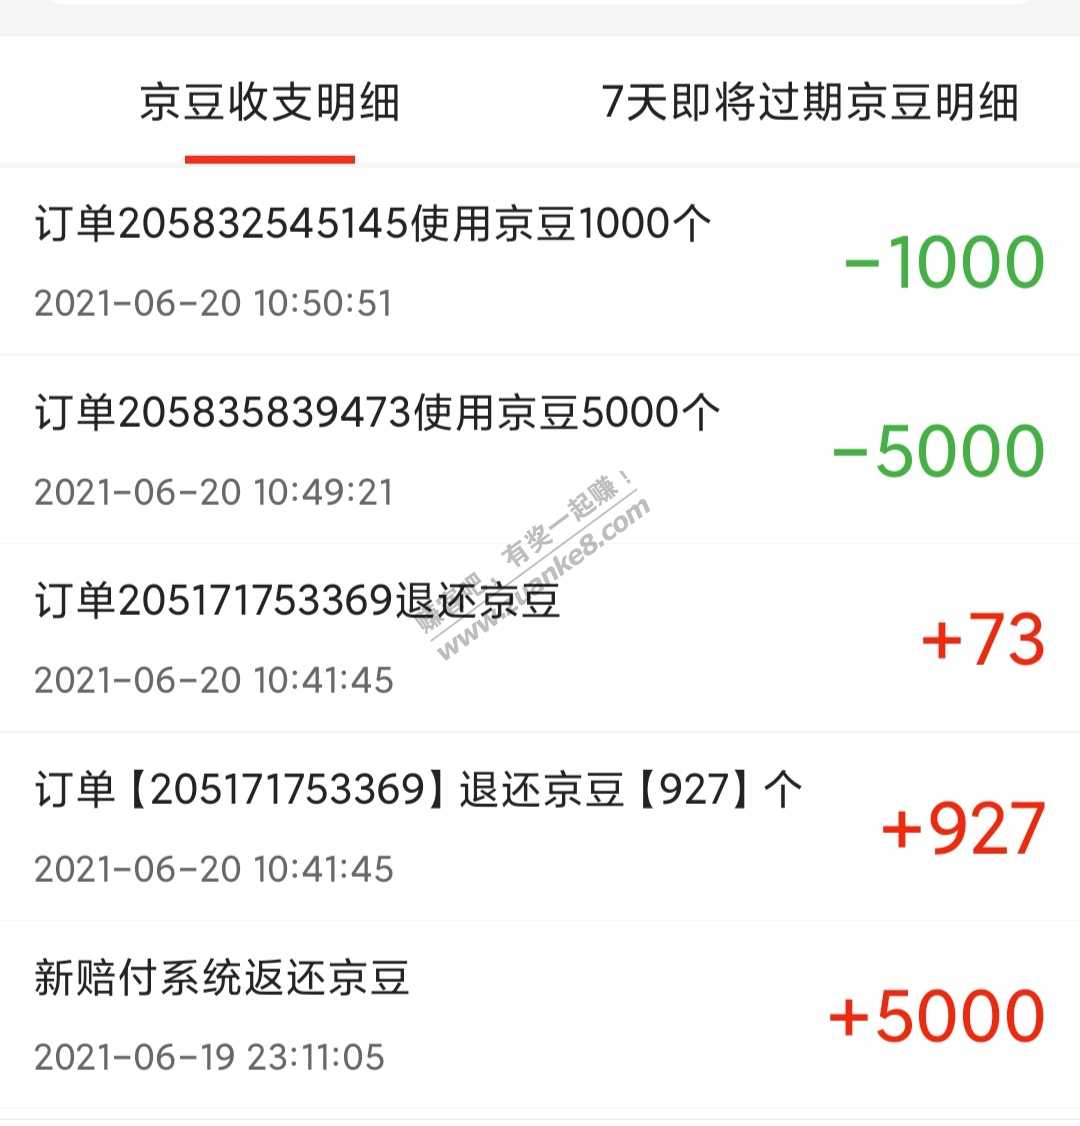 京豆收支明细
7天即将过期京豆明细
订单205832545145使用京豆1000个
-1000
2021-06-20 10:50:51
订单205835839473使用京豆5000个
-5000
2021-06-20 10:49:21
订单205171753369退还京豆
+73
2021-06-20 10:41:45
订单【205171753369】退还京豆【927】个
+927
2021-06-20 10:41:45
新赔付系统返还京豆
+5000
2021-06-19 23:11:05
赚客吧,有奖一起赚!
www.zuanke8.com